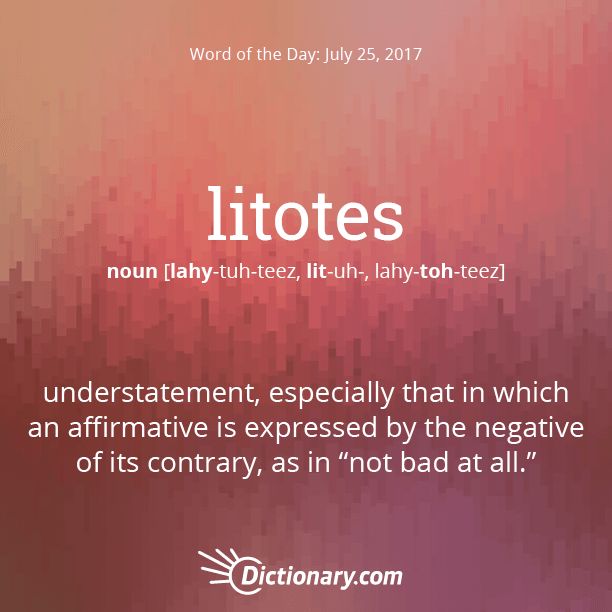 Word of the Day: July 25, 2017
litotes
noun [lahy-tuh-teez, lit-uh-, lahy-toh-teez]
understatement, especially that in which
an affirmative is expressed by the negative
of its contrary, as in “not bad at all.”
Dictionary.com